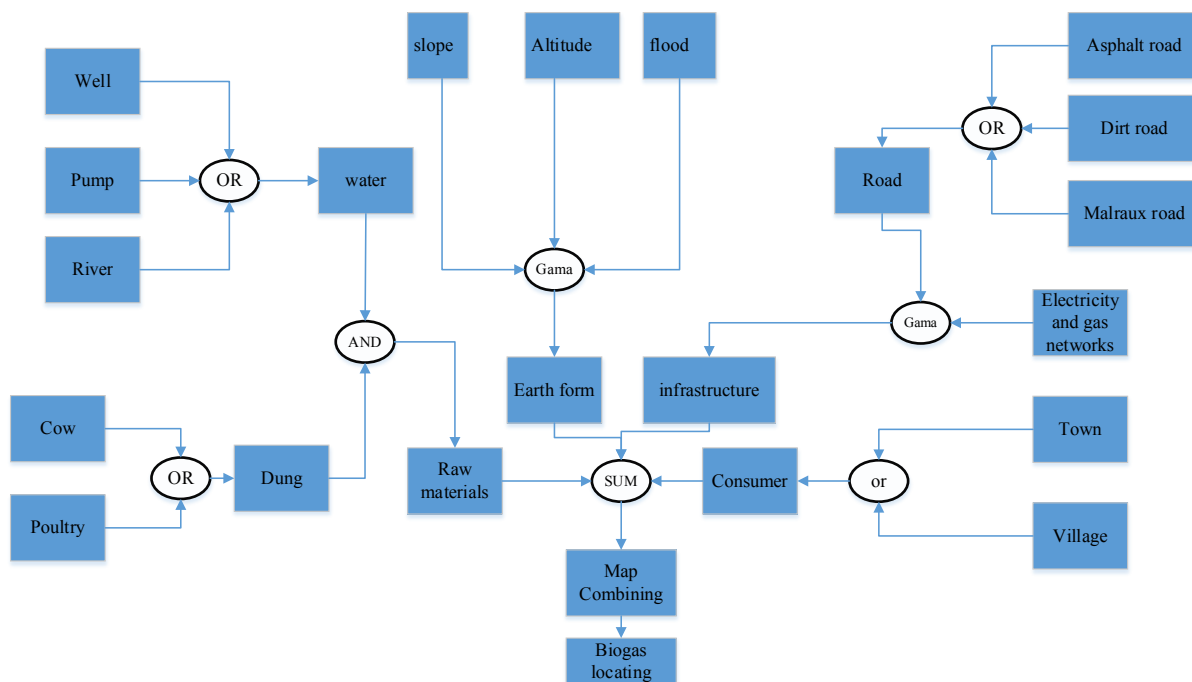 slope
Altitude
flood
Asphalt road
Well
OR
Dirt road
Pump
OR
water
Road
Malraux road
River
Gama
Electricity
and gas
networks
Gama
AND
Earth form
infrastructure
Cow
Town
OR
Dung
Raw
materials
SUM
Consumer
or
Poultry
Village
Map
Combining
Biogas
locating